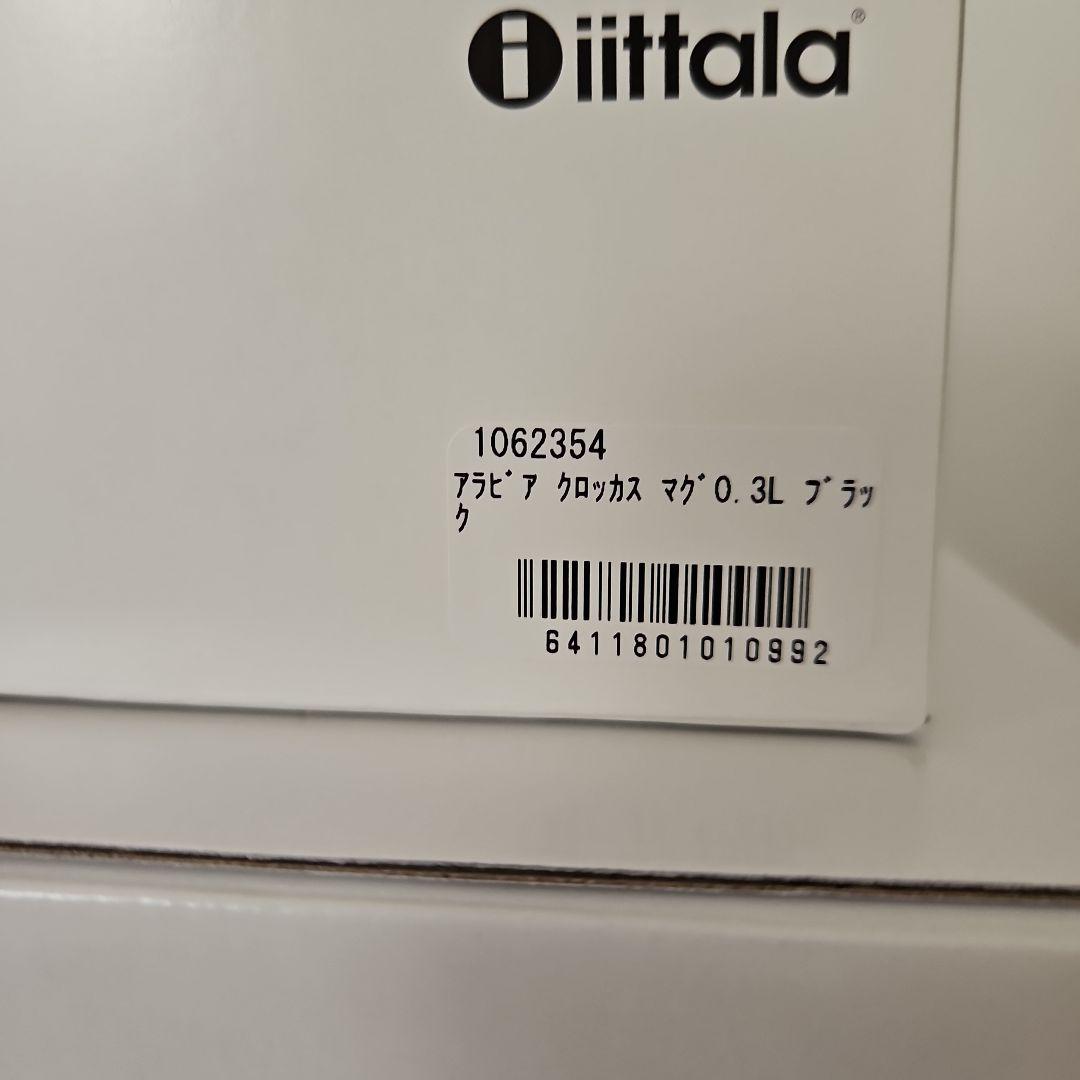 iittala®
1062354
ｱﾗﾋﾞｱ ｸﾛｯｶｽ ﾏｸﾞ0.3L ﾌﾞﾗｯ
ｸ
6411801010992